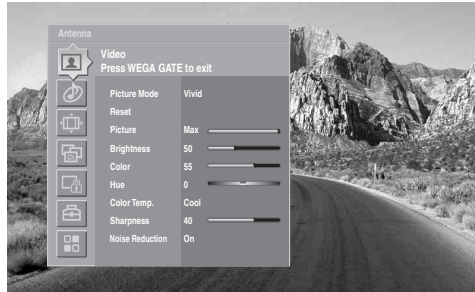 Antenna
Video
Press WEGA GATE to exit
Picture Mode Vivid
Reset
Picture Max
Brightness 50
Color 55
Hue 0
Color Temp. Cool
Sharpness 40
Noise Reduction On